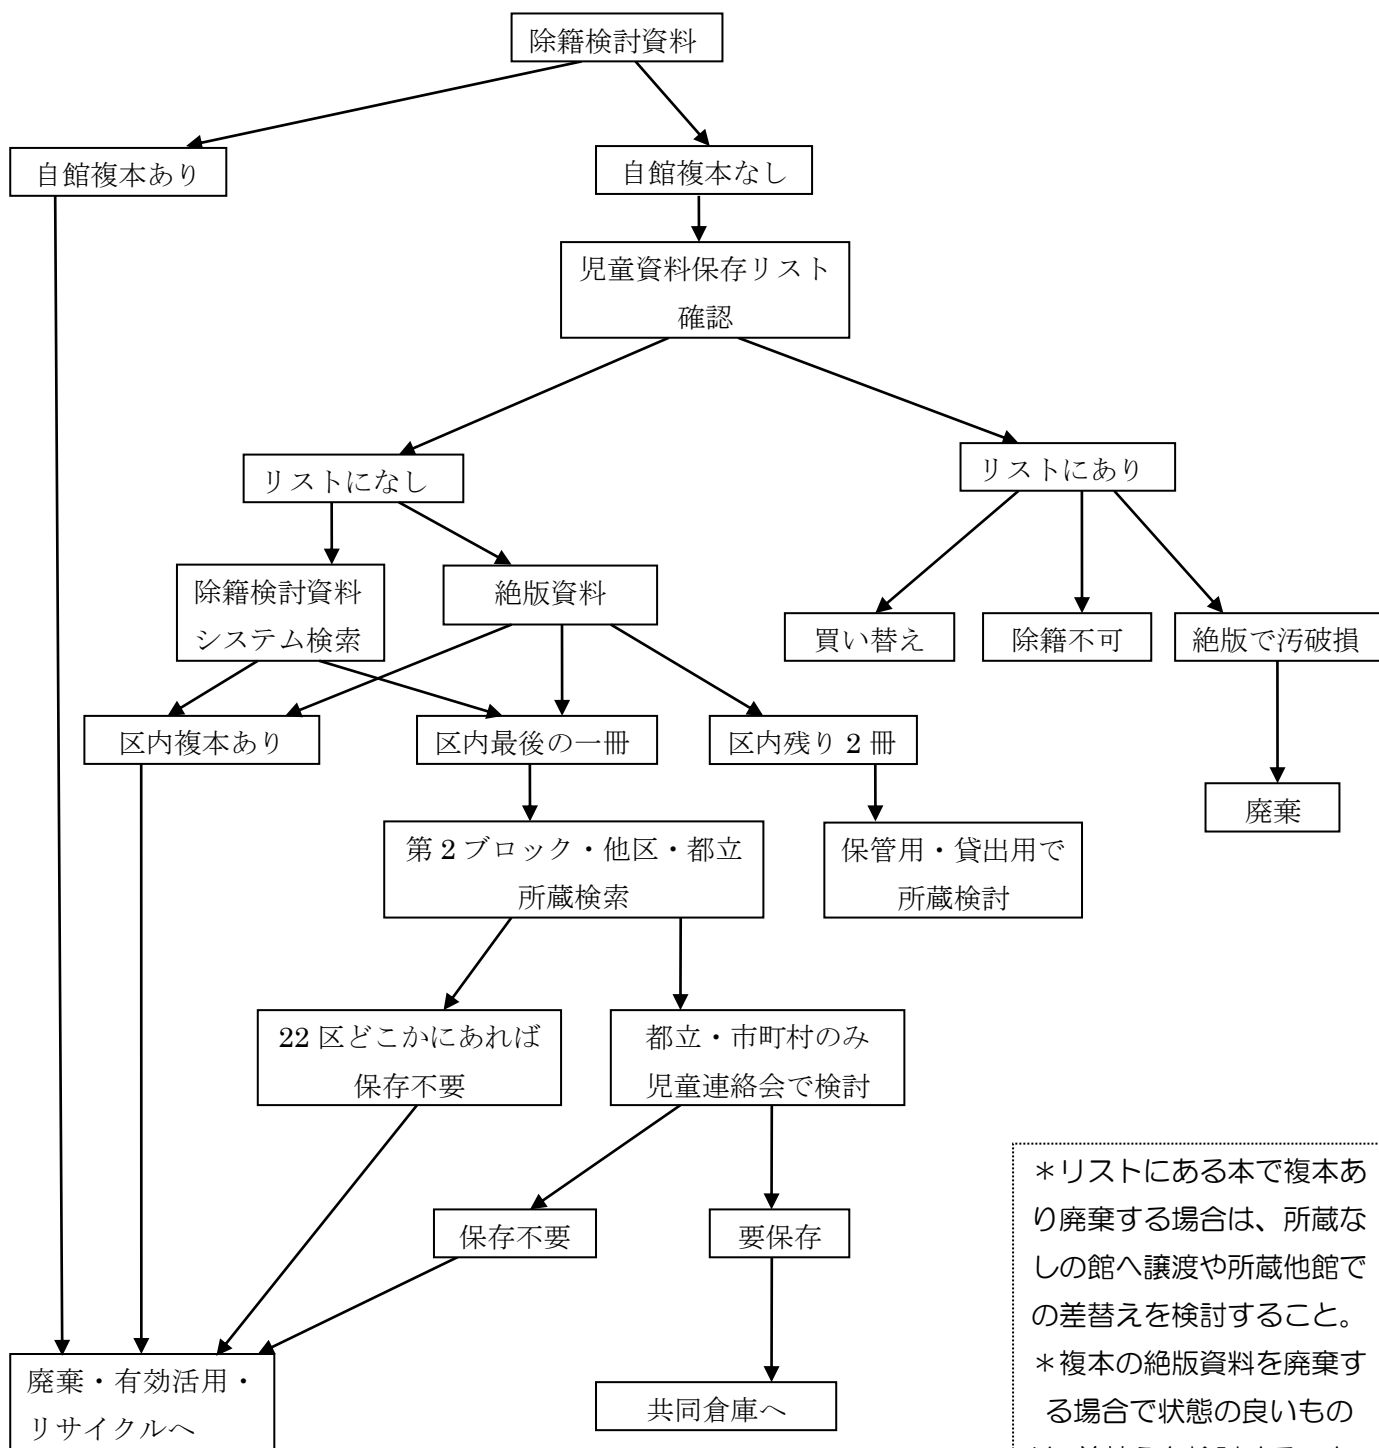 除籍検討資料
自館複本あり
自館複本なし
児童資料保存リスト
確認
リストになし
リストにあり
除籍検討資料
システム検索
絶版資料
買い替え
除籍不可
絶版で汚破損
区内複本あり
区内最後の一冊
区内残り 2 冊
廃棄
第 2 ブロック・他区・都立
所蔵検索
保管用・貸出用で
所蔵検討
22 区どこかにあれば
保存不要
都立・市町村のみ
児童連絡会で検討
保存不要
要保存
廃棄・有効活用・
リサイクルへ
共同倉庫へ
＊リストにある本で複本あ
り廃棄する場合は、所蔵な
しの館へ譲渡や所蔵他館で
の差替えを検討すること。
＊複本の絶版資料を廃棄す
る場合で状態の良いもの